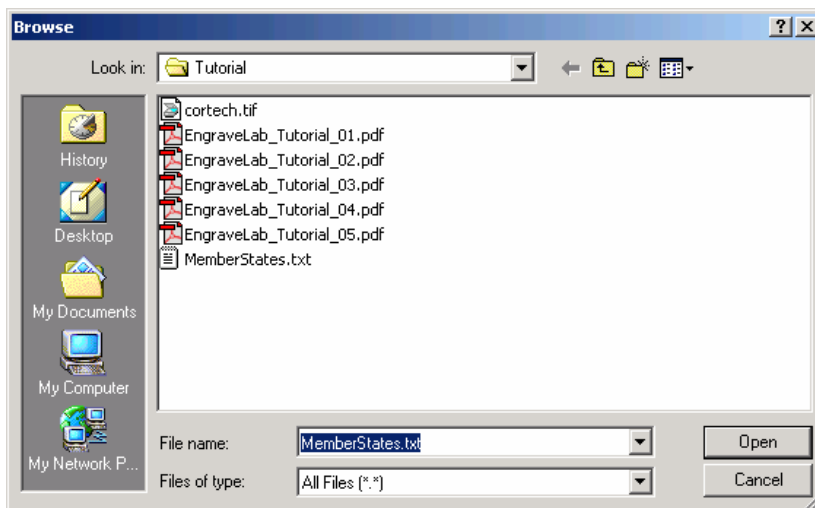 Browse
Look in: Tutorial
History
Desktop
My Documents
My Computer
My Network P...
cortech.tif
EngraveLab_Tutorial_01.pdf
EngraveLab_Tutorial_02.pdf
EngraveLab_Tutorial_03.pdf
EngraveLab_Tutorial_04.pdf
EngraveLab_Tutorial_05.pdf
MemberStates.txt
File name: MemberStates.txt Open
Files of type: All Files (*.*) Cancel